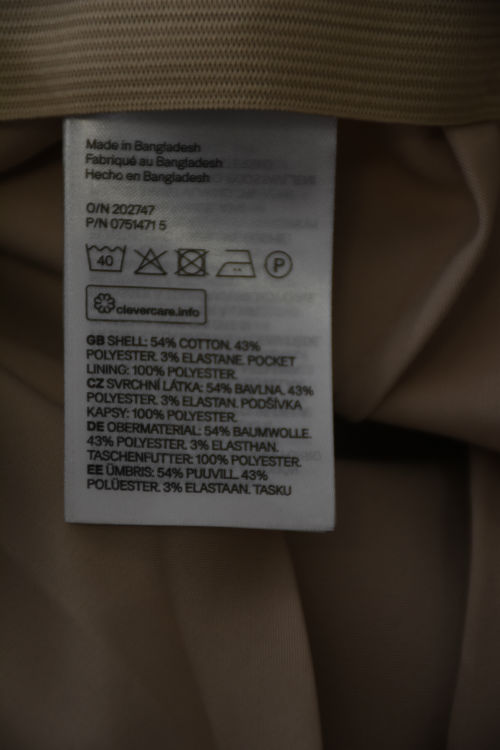 Made in Bangladesh
Fabriqué au Bangladesh
Hecho en Bangladesh
O/N 202747
P/N 0751471 5
40
P
clevercare.info
GB SHELL: 54% COTTON. 43%
POLYESTER. 3% ELASTANE. POCKET
LINING: 100% POLYESTER.
CZ SVRCHNÍ LÁTKA: 54% BAVLNA. 43%
POLYESTER. 3% ELASTAN. PODŠÍVKA
KAPSY: 100% POLYESTER.
DE OBERMATERIAL: 54% BAUMWOLLE.
43% POLYESTER. 3% ELASTHAN.
TASCHENFUTTER: 100% POLYESTER.
EE ÜMBRIS: 54% PUUVILL. 43%
POLÜESTER. 3% ELASTAAN. TASKU